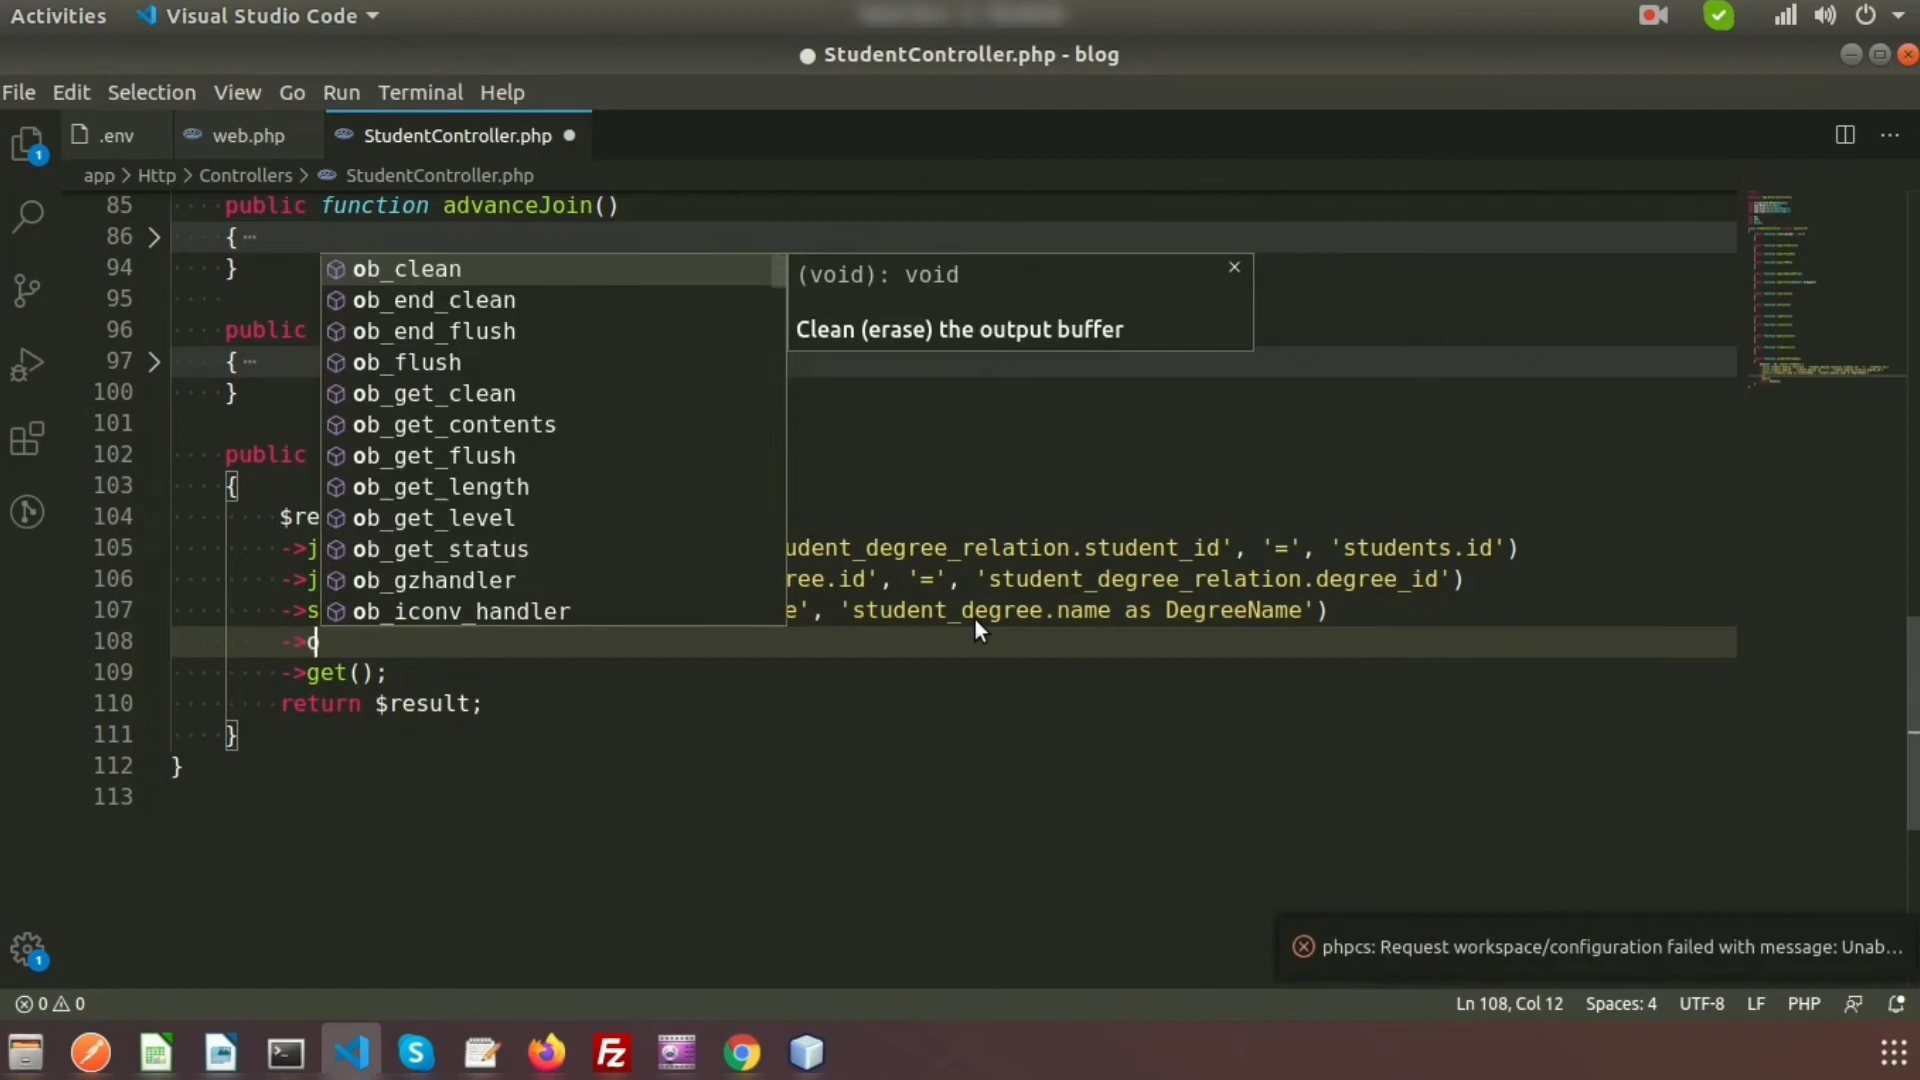 Activities Visual Studio Code
StudentController.php - blog
File Edit Selection View Go Run Terminal Help
.env web.php StudentController.php
app > Http > Controllers > StudentController.php
85 public function advanceJoin()
86 > { ⋯
94 }
95
96 public
97 > { ⋯
100 }
101
102 public
103 {
104 $re
105 ->j udent_degree_relation.student_id', '=', 'students.id')
106 ->j ree.id', '=', 'student_degree_relation.degree_id')
107 ->s e', 'student_degree.name as DegreeName')
108 ->o
109 ->get();
110 return $result;
111 }
112 }
113
ob_clean
ob_end_clean
ob_end_flush
ob_flush
ob_get_clean
ob_get_contents
ob_get_flush
ob_get_length
ob_get_level
ob_get_status
ob_gzhandler
ob_iconv_handler
(void): void
Clean (erase) the output buffer
1
1
phpcs: Request workspace/configuration failed with message: Unab...
0 0 Ln 108, Col 12 Spaces: 4 UTF-8 LF PHP